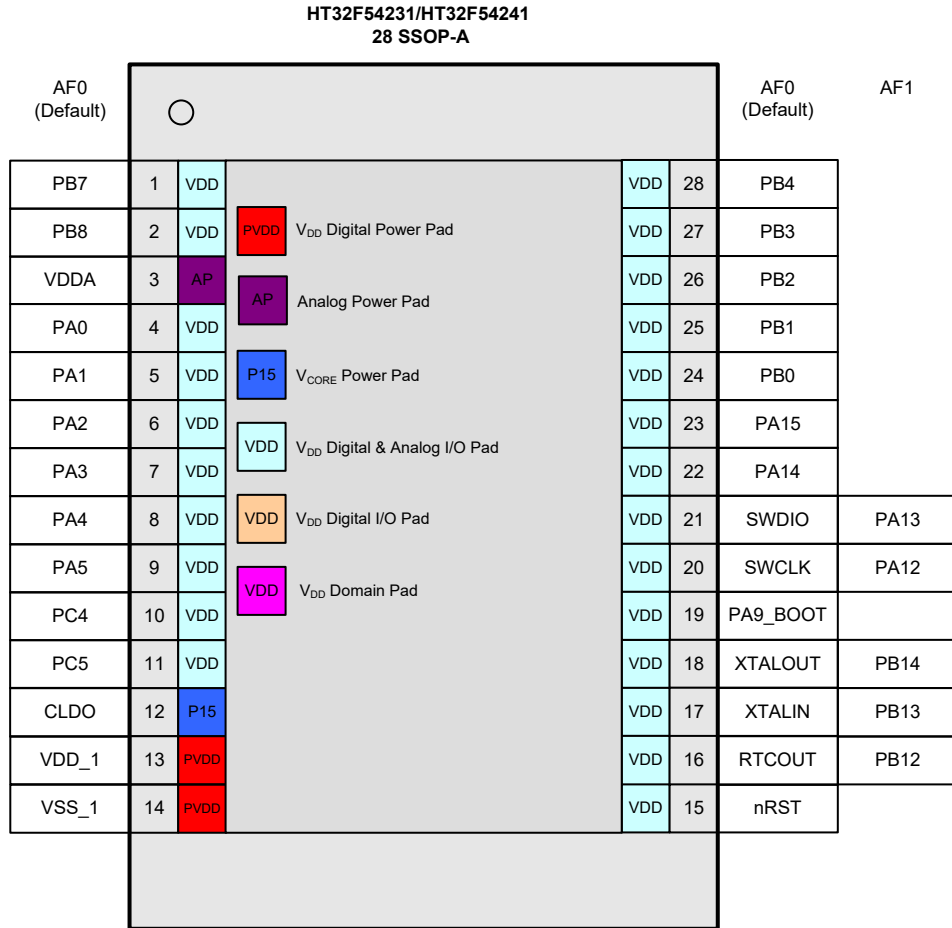 HT32F54231/HT32F54241
28 SSOP-A
AF0 (Default) AF0 (Default) AF1
PB7 1 VDD VDD 28 PB4
PB8 2 VDD PVDD VDD Digital Power Pad VDD 27 PB3
VDDA 3 AP AP Analog Power Pad VDD 26 PB2
PA0 4 VDD VDD 25 PB1
PA1 5 VDD P15 VCORE Power Pad VDD 24 PB0
PA2 6 VDD VDD VDD Digital & Analog I/O Pad VDD 23 PA15
PA3 7 VDD VDD 22 PA14
PA4 8 VDD VDD VDD Digital I/O Pad VDD 21 SWDIO PA13
PA5 9 VDD VDD VDD Domain Pad VDD 20 SWCLK PA12
PC4 10 VDD VDD 19 PA9_BOOT
PC5 11 VDD VDD 18 XTALOUT PB14
CLDO 12 P15 VDD 17 XTALIN PB13
VDD_1 13 PVDD VDD 16 RTCOUT PB12
VSS_1 14 PVDD VDD 15 nRST